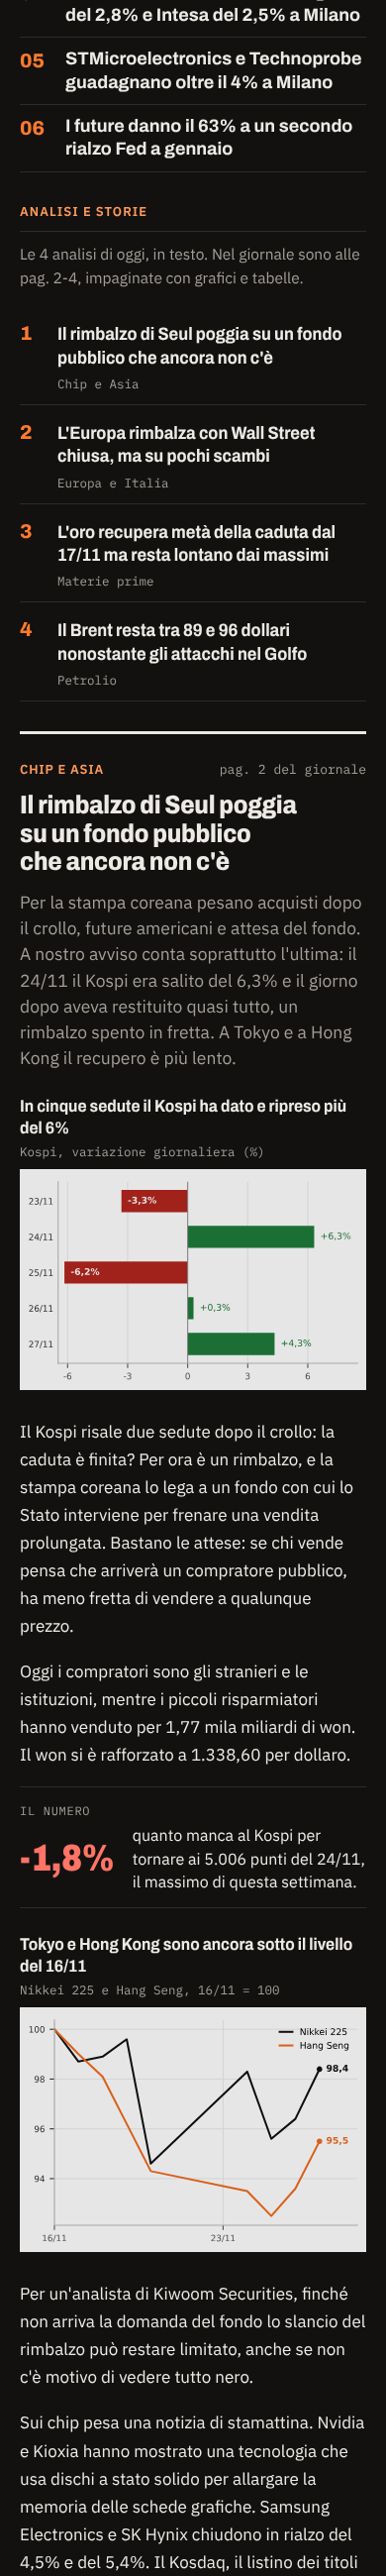 del 2,8% e Intesa del 2,5% a Milano
05 STMicroelectronics e Technoprobe
guadagnano oltre il 4% a Milano
06 I future danno il 63% a un secondo
rialzo Fed a gennaio
ANALISI E STORIE
Le 4 analisi di oggi, in testo. Nel giornale sono alle
pag. 2-4, impaginate con grafici e tabelle.
1 Il rimbalzo di Seul poggia su un fondo
pubblico che ancora non c'è
Chip e Asia
2 L'Europa rimbalza con Wall Street
chiusa, ma su pochi scambi
Europa e Italia
3 L'oro recupera metà della caduta dal
17/11 ma resta lontano dai massimi
Materie prime
4 Il Brent resta tra 89 e 96 dollari
nonostante gli attacchi nel Golfo
Petrolio
CHIP E ASIA pag. 2 del giornale
Il rimbalzo di Seul poggia
su un fondo pubblico
che ancora non c'è
Per la stampa coreana pesano acquisti dopo
il crollo, future americani e attesa del fondo.
A nostro avviso conta soprattutto l'ultima: il
24/11 il Kospi era salito del 6,3% e il giorno
dopo aveva restituito quasi tutto, un
rimbalzo spento in fretta. A Tokyo e a Hong
Kong il recupero è più lento.
In cinque sedute il Kospi ha dato e ripreso più
del 6%
Kospi, variazione giornaliera (%)
23/11 -3,3%
24/11 +6,3%
25/11 -6,2%
26/11 +0,3%
27/11 +4,3%
-6 -3 0 3 6
Il Kospi risale due sedute dopo il crollo: la
caduta è finita? Per ora è un rimbalzo, e la
stampa coreana lo lega a un fondo con cui lo
Stato interviene per frenare una vendita
prolungata. Bastano le attese: se chi vende
pensa che arriverà un compratore pubblico,
ha meno fretta di vendere a qualunque
prezzo.
Oggi i compratori sono gli stranieri e le
istituzioni, mentre i piccoli risparmiatori
hanno venduto per 1,77 mila miliardi di won.
Il won si è rafforzato a 1.338,60 per dollaro.
IL NUMERO
-1,8% quanto manca al Kospi per
tornare ai 5.006 punti del 24/11,
il massimo di questa settimana.
Tokyo e Hong Kong sono ancora sotto il livello
del 16/11
Nikkei 225 e Hang Seng, 16/11 = 100
Nikkei 225
Hang Seng
100
98
96
94
98,4
95,5
16/11 23/11
Per un'analista di Kiwoom Securities, finché
non arriva la domanda del fondo lo slancio del
rimbalzo può restare limitato, anche se non
c'è motivo di vedere tutto nero.
Sui chip pesa una notizia di stamattina. Nvidia
e Kioxia hanno mostrato una tecnologia che
usa dischi a stato solido per allargare la
memoria delle schede grafiche. Samsung
Electronics e SK Hynix chiudono in rialzo del
4,5% e del 5,4%. Il Kosdaq, il listino dei titoli